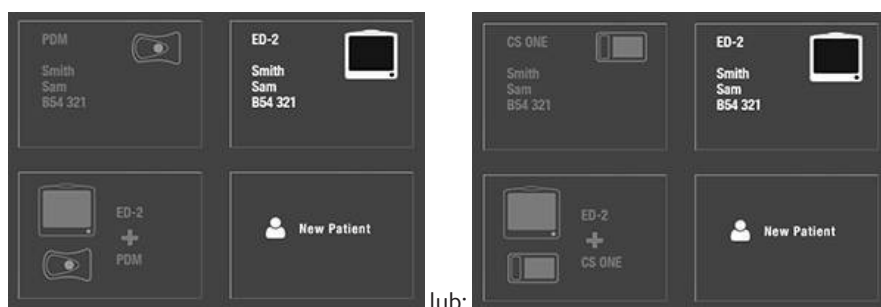 PDM
Smith
Sam
B54 321
ED-2
Smith
Sam
B54 321
ED-2
+
PDM
New Patient
lub:
CS ONE
Smith
Sam
B54 321
ED-2
Smith
Sam
B54 321
ED-2
+
CS ONE
New Patient